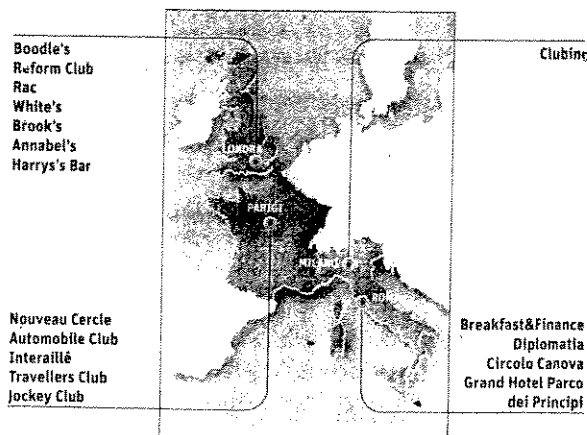 Boodle's
Reform Club
Rac
White's
Brook's
Annabel's
Harrys's Bar
Clubing
LONDRA
PARIGI
MILANO
RO
Nouveau Cercle
Automobile Club
Interaillé
Travellers Club
Jockey Club
Breakfast&Finance
Diplomatia
Circolo Canova
Grand Hotel Parco
dei Principi